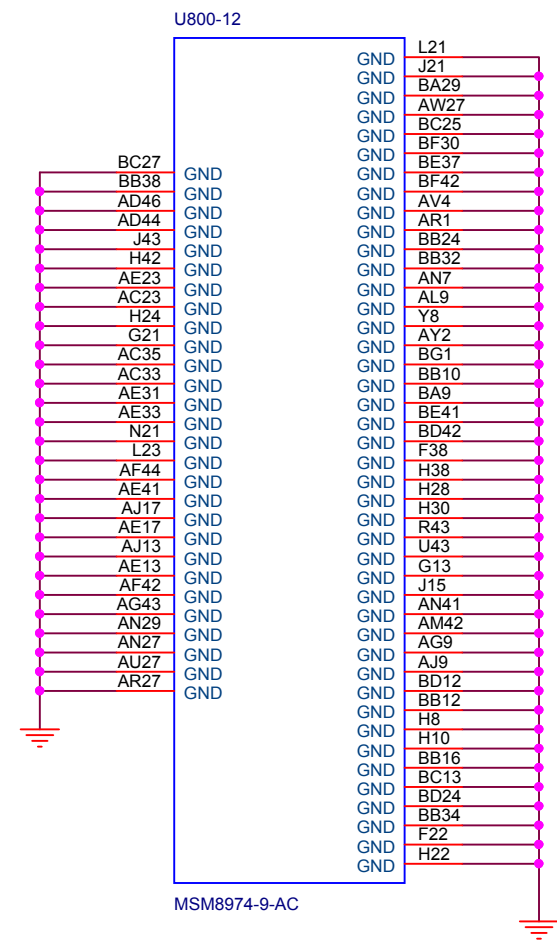 U800-12
GND L21
GND J21
GND BA29
GND AW27
GND BC25
GND BF30
BC27 GND GND BE37
BB38 GND GND BF42
AD46 GND GND AV4
AD44 GND GND AR1
J43 GND GND BB24
H42 GND GND BB32
AE23 GND GND AN7
AC23 GND GND AL9
H24 GND GND Y8
G21 GND GND AY2
AC35 GND GND BG1
AC33 GND GND BB10
AE31 GND GND BA9
AE33 GND GND BE41
N21 GND GND BD42
L23 GND GND F38
AF44 GND GND H38
AE41 GND GND H28
AJ17 GND GND H30
AE17 GND GND R43
AJ13 GND GND U43
AE13 GND GND G13
AF42 GND GND J15
AG43 GND GND AN41
AN29 GND GND AM42
AN27 GND GND AG9
AU27 GND GND AJ9
AR27 GND GND BD12
GND BB12
GND H8
GND H10
GND BB16
GND BC13
GND BD24
GND BB34
GND F22
GND H22
MSM8974-9-AC